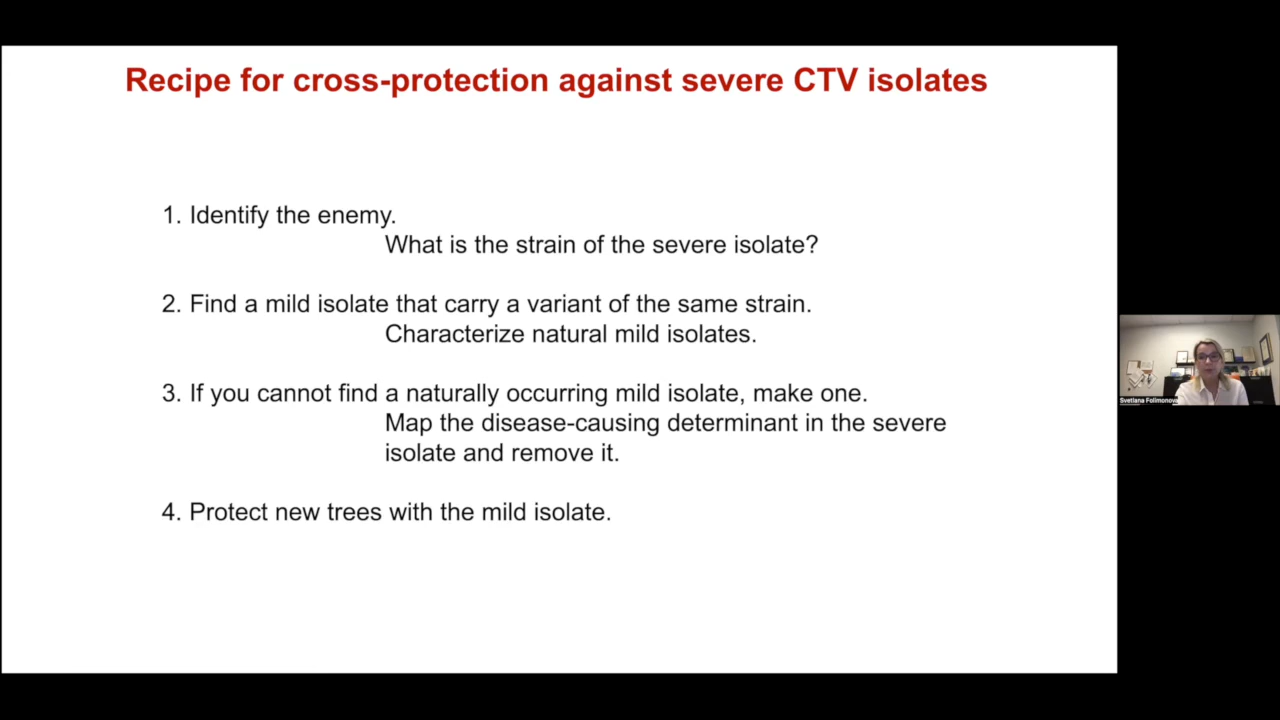 Recipe for cross-protection against severe CTV isolates
1. Identify the enemy.
What is the strain of the severe isolate?
2. Find a mild isolate that carry a variant of the same strain.
Characterize natural mild isolates.
3. If you cannot find a naturally occurring mild isolate, make one.
Map the disease-causing determinant in the severe
isolate and remove it.
4. Protect new trees with the mild isolate.
Svetlana Folimonova